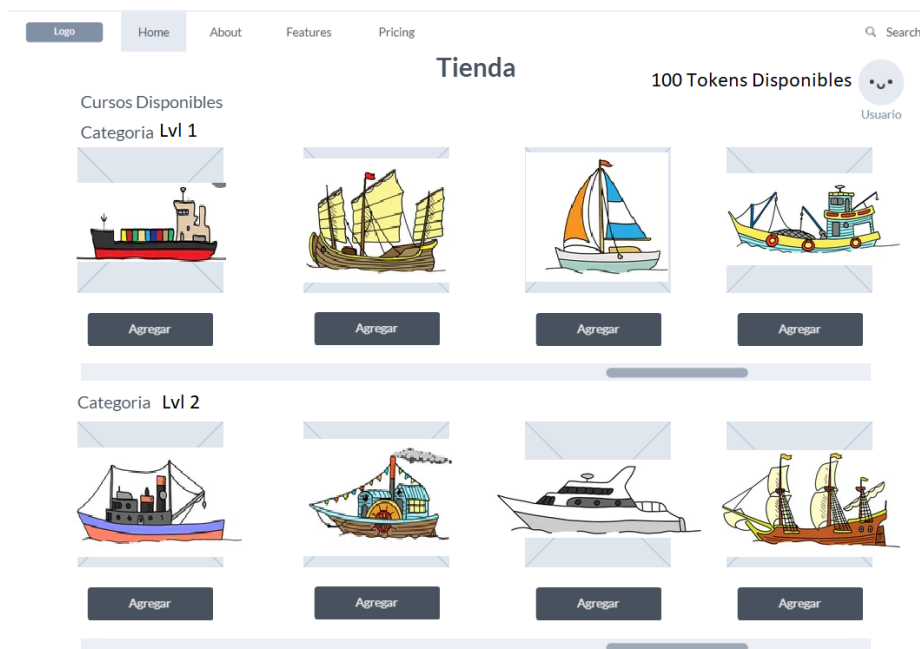 Logo Home About Features Pricing Search
Tienda
100 Tokens Disponibles
Usuario
Cursos Disponibles
Categoria Lvl 1
Agregar Agregar Agregar Agregar
Categoria Lvl 2
Agregar Agregar Agregar Agregar